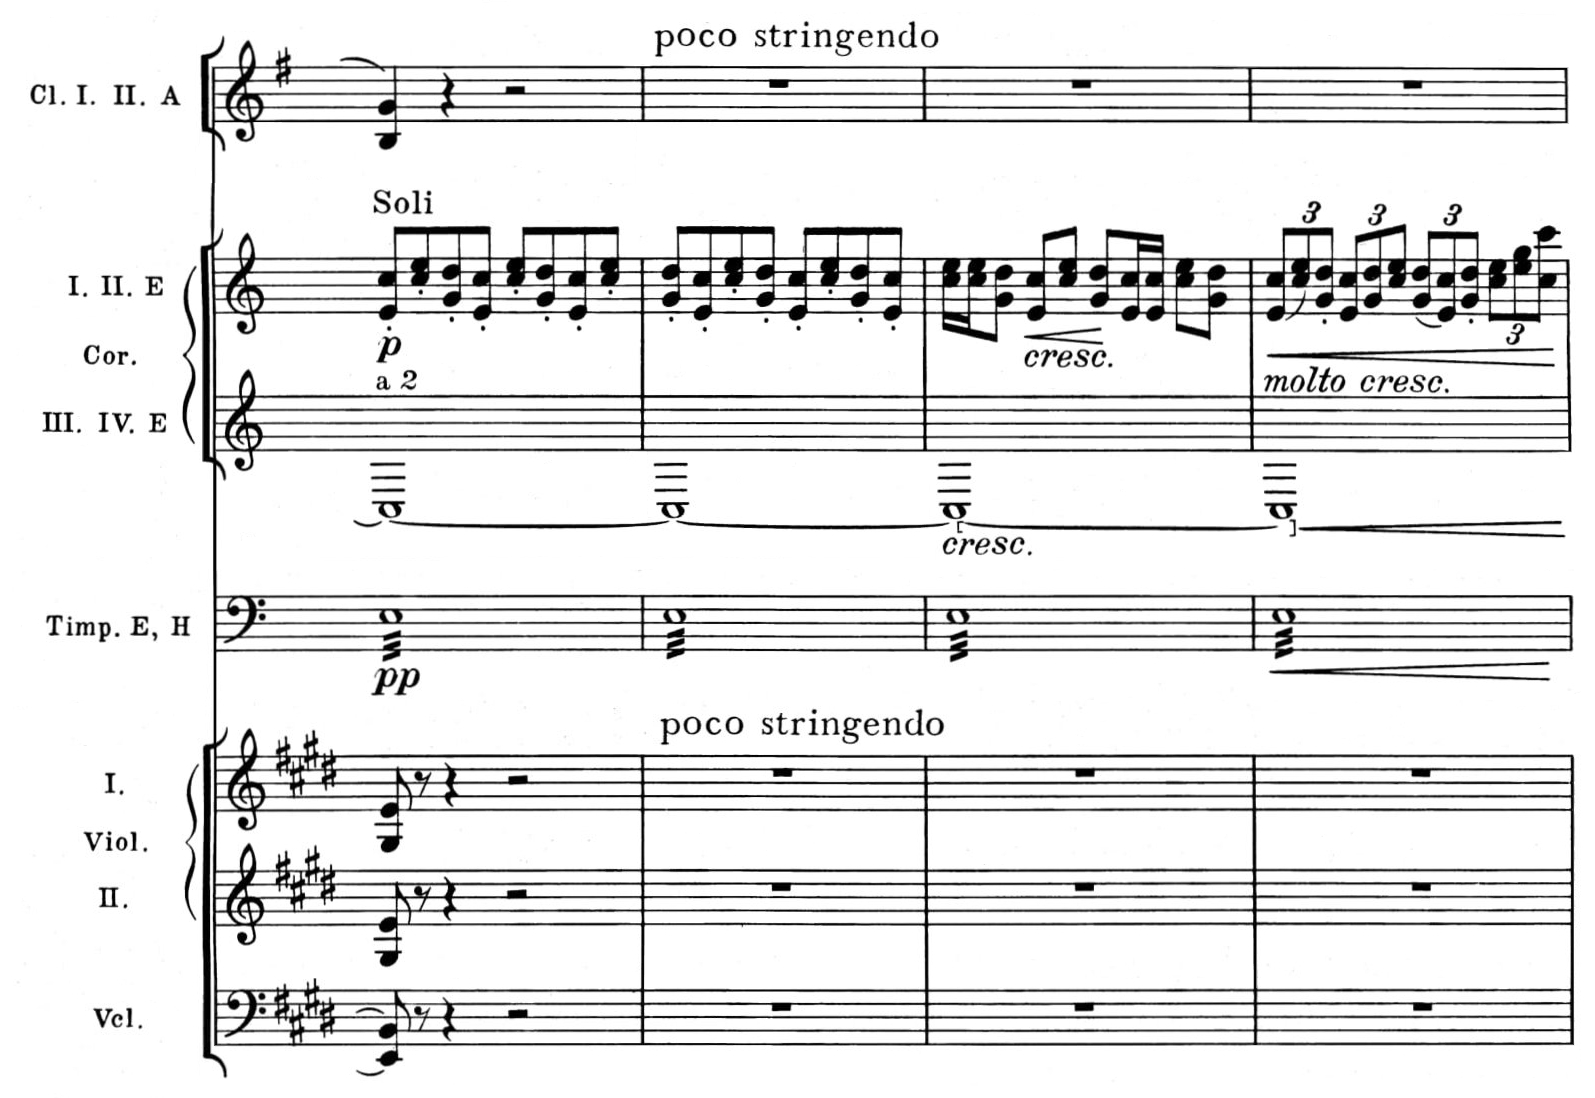 poco stringendo
Cl. I. II. A
Soli
I. II. E
3 3 3
p
cresc.
3
Cor.
a 2
molto cresc.
III. IV. E
cresc.
Timp. E, H
pp
poco stringendo
I.
Viol.
II.
Vcl.